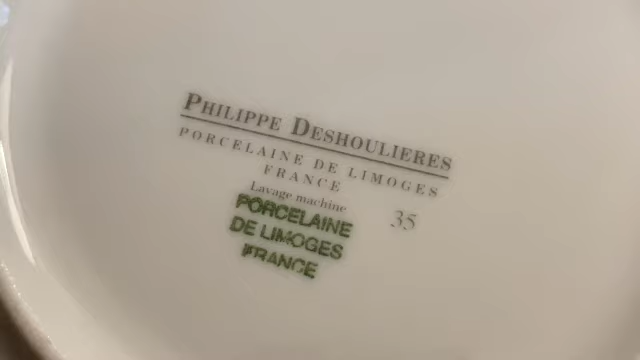 PHILIPPE DESHOULIERES
PORCELAINE DE LIMOGES
FRANCE
Lavage machine
35
PORCELAINE
DE LIMOGES
FRANCE